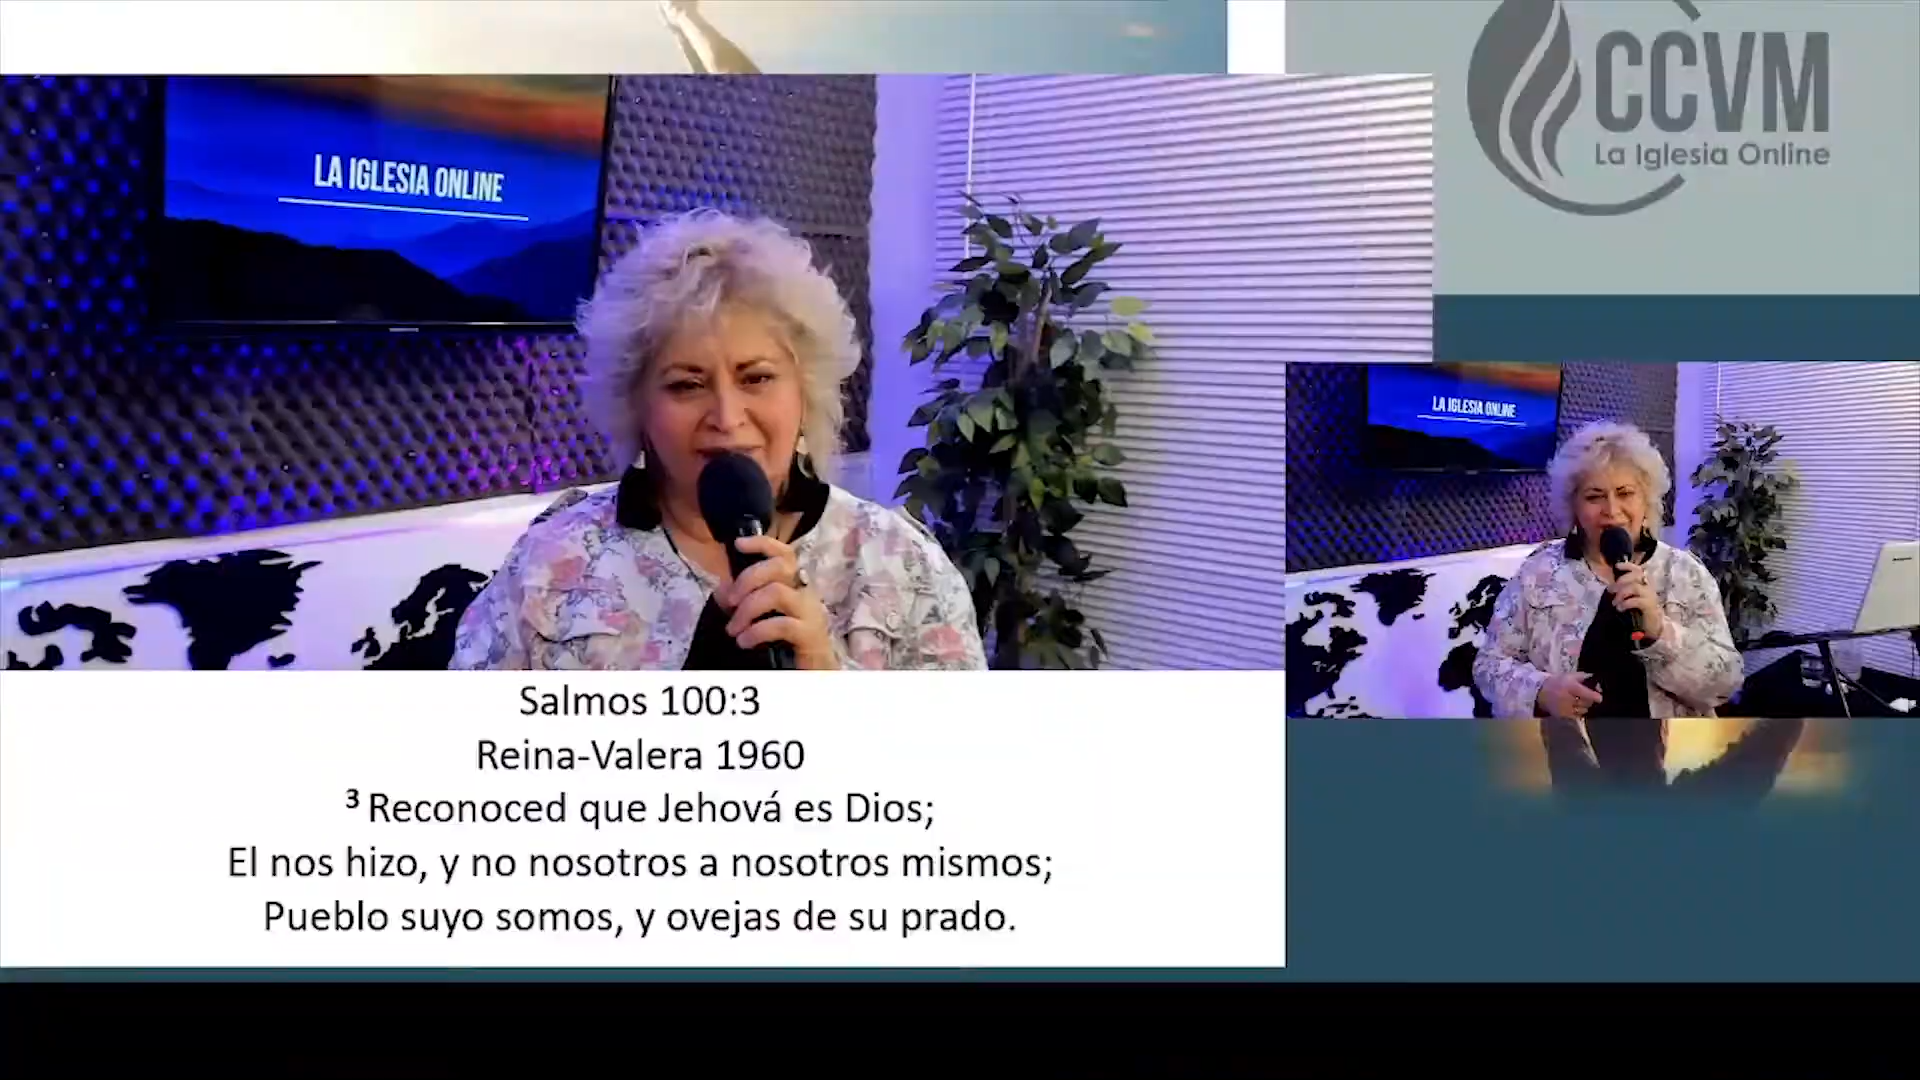 CCVM
La Iglesia Online
LA IGLESIA ONLINE
LA IGLESIA ONLINE
Salmos 100:3
Reina-Valera 1960
³ Reconoced que Jehová es Dios;
El nos hizo, y no nosotros a nosotros mismos;
Pueblo suyo somos, y ovejas de su prado.